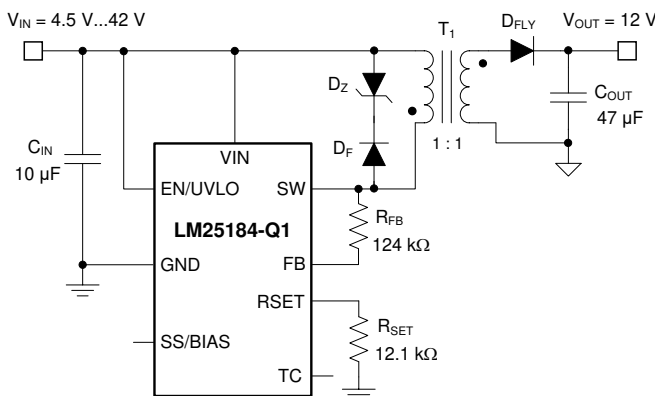 V_IN = 4.5 V...42 V
T_1
D_FLY
V_OUT = 12 V
D_Z
C_OUT
47 µF
C_IN
10 µF
D_F
1 : 1
VIN
EN/UVLO
SW
LM25184-Q1
R_FB
124 kΩ
GND
FB
RSET
R_SET
12.1 kΩ
SS/BIAS
TC